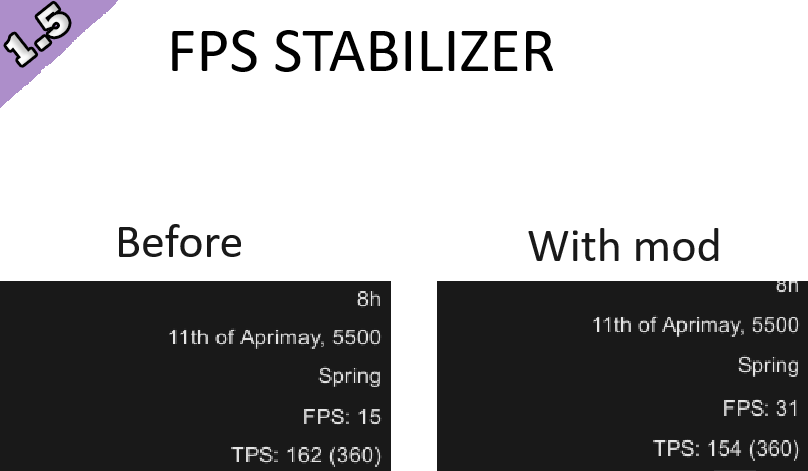 1.5
FPS STABILIZER
Before
With mod
8h
11th of Aprimay, 5500
Spring
FPS: 15
TPS: 162 (360)
8h
11th of Aprimay, 5500
Spring
FPS: 31
TPS: 154 (360)